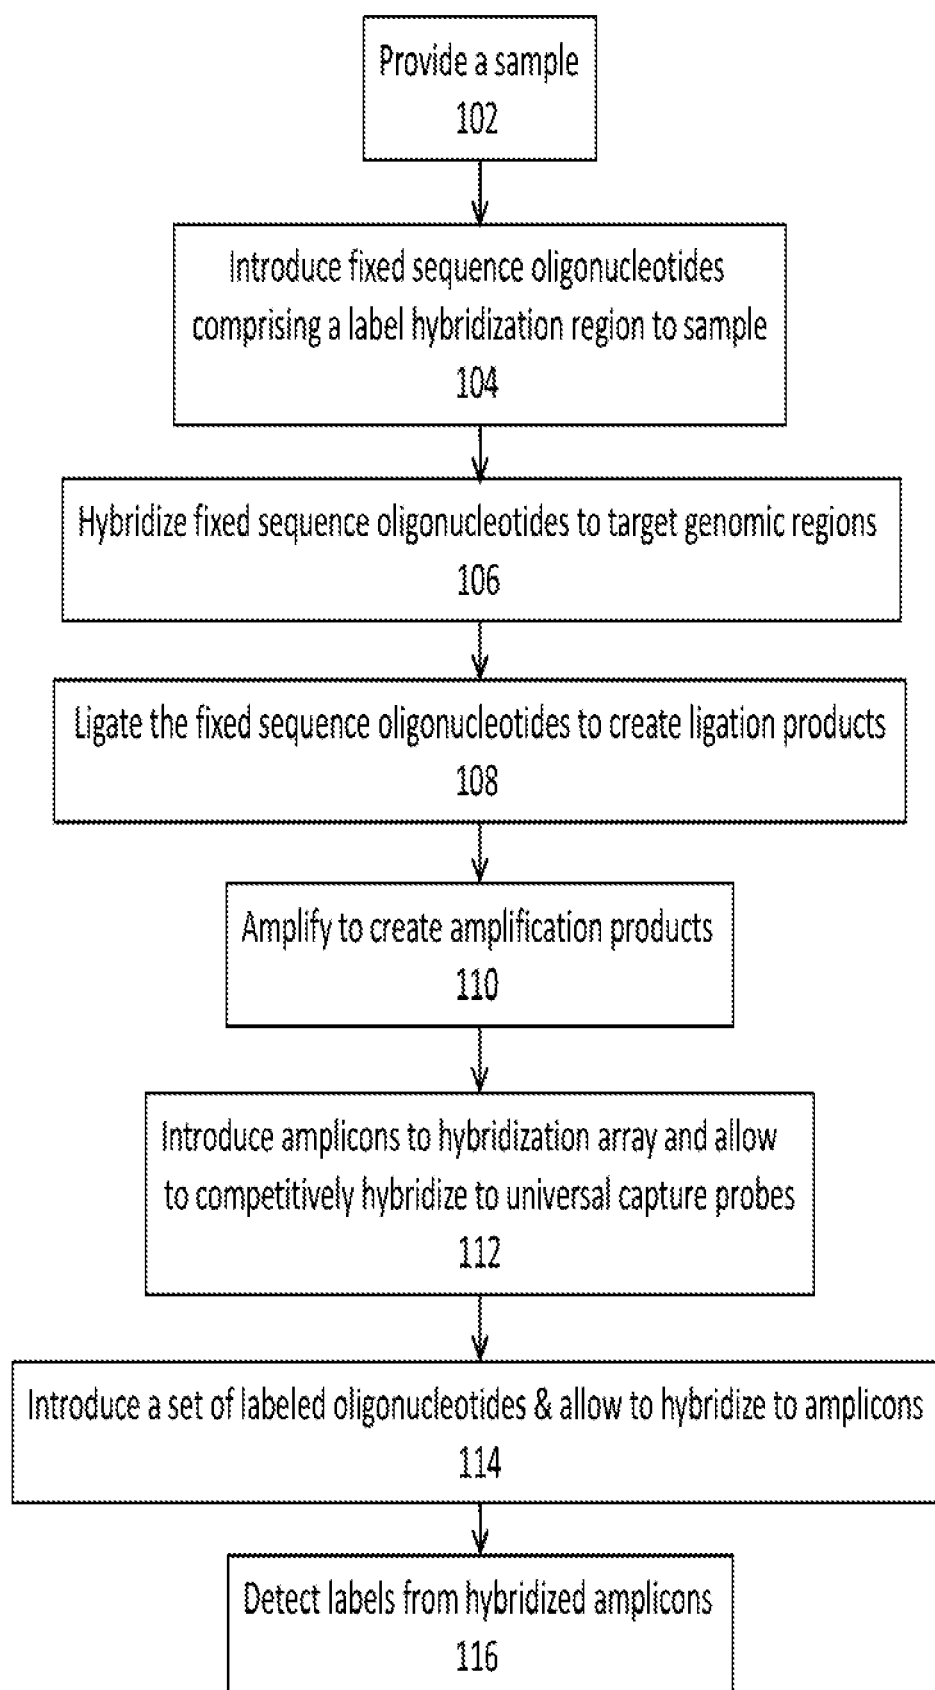 Provide a sample
102
Introduce fixed sequence oligonucleotides
comprising a label hybridization region to sample
104
Hybridize fixed sequence oligonucleotides to target genomic regions
106
Ligate the fixed sequence oligonucleotides to create ligation products
108
Amplify to create amplification products
110
Introduce amplicons to hybridization array and allow
to competitively hybridize to universal capture probes
112
Introduce a set of labeled oligonucleotides & allow to hybridize to amplicons
114
Detect labels from hybridized amplicons
116